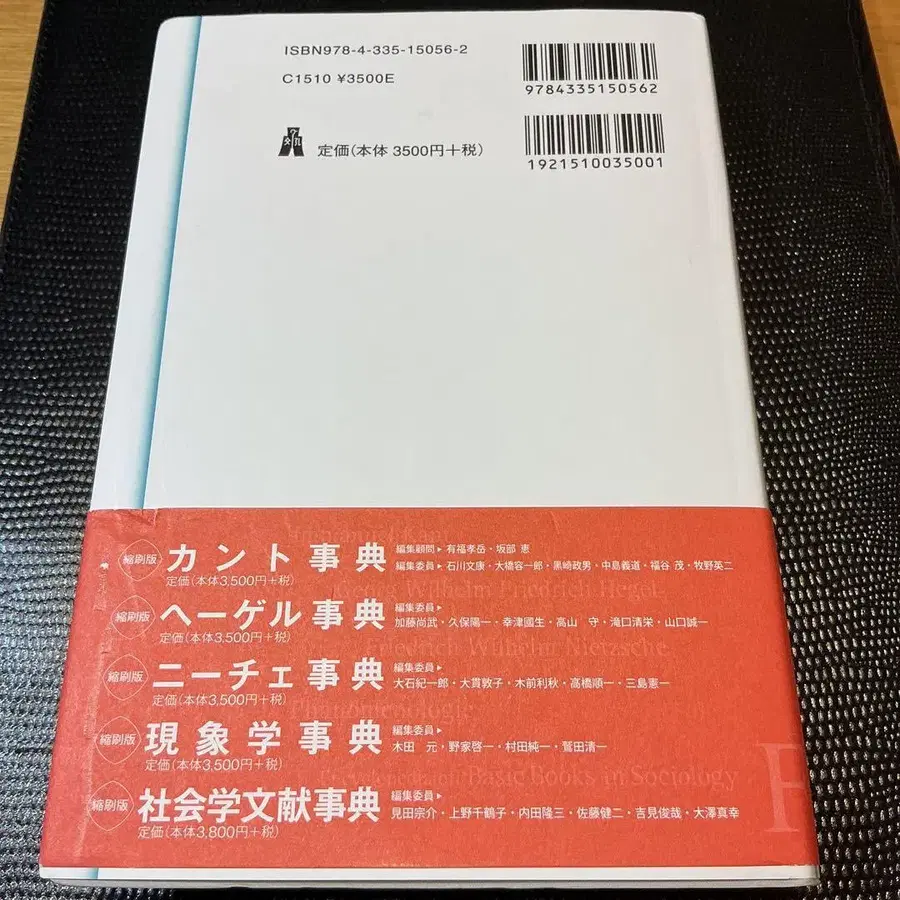 ISBN978-4-335-15056-2
C1510 ¥3500E
定価(本体 3500円+税)
9784335150562
1921510035001
縮刷版 カント事典 編集顧問▶有福孝岳・坂部 恵
編集委員▶石川文康・大橋容一郎・黒崎政男・中島義道・福谷 茂・牧野英二
定価(本体3,500円+税)
縮刷版 ヘーゲル事典 編集委員▶
加藤尚武・久保陽一・幸津國生・高山 守・滝口清栄・山口誠一
定価(本体3,500円+税)
縮刷版 ニーチェ事典 編集委員▶
大石紀一郎・大貫敦子・木前利秋・高橋順一・三島憲一
定価(本体3,500円+税)
縮刷版 現象学事典 編集委員▶
木田 元・野家啓一・村田純一・鷲田清一
定価(本体3,500円+税)
縮刷版 社会学文献事典 編集委員▶
見田宗介・上野千鶴子・内田隆三・佐藤健二・吉見俊哉・大澤真幸
定価(本体3,800円+税)
Wilhelm Friedrich Hegel
Friedrich Wilhelm Nietzsche
Phänomenologie
Basic Books in Sociology